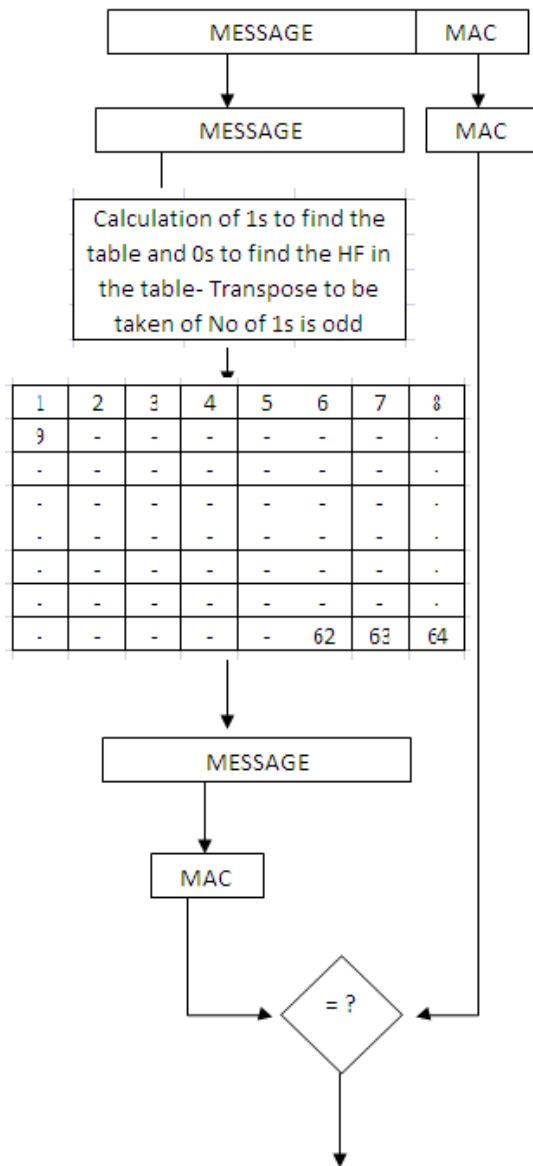 MESSAGE MAC
MESSAGE MAC
Calculation of 1s to find the
table and 0s to find the HF in
the table- Transpose to be
taken of No of 1s is odd
1 2 3 4 5 6 7 8
9 - - - - - - .
- - - - - - - .
- - - - - - - .
- - - - - - - .
- - - - - - - .
- - - - - - - .
- - - - - 62 63 64
MESSAGE
MAC
= ?